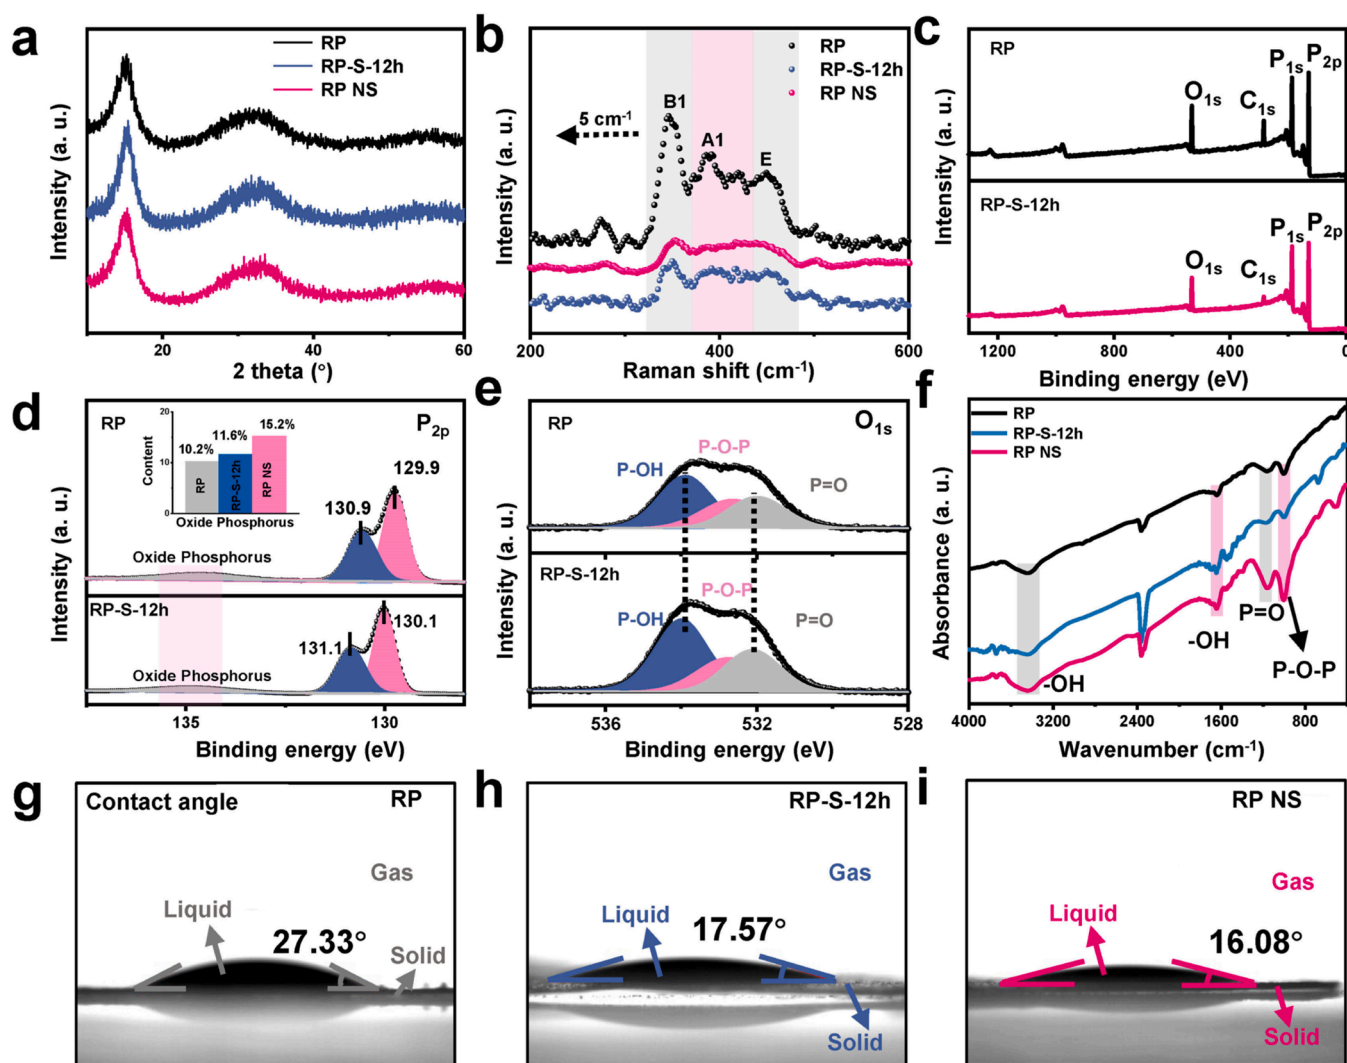 a
RP
RP-S-12h
RP NS
Intensity (a. u.)
20
40
60
2 theta (°)
b
RP
RP-S-12h
RP NS
5 cm⁻¹
B1
A1
E
Intensity (a. u.)
200
300
400
500
600
Raman shift (cm⁻¹)
c
RP
O1s
C1s
P1s
P2p
RP-S-12h
O1s
C1s
P1s
P2p
Intensity (a. u.)
1200
800
400
0
Binding energy (eV)
d
RP
P2p
20
10
0
Content
10.2%
11.6%
15.2%
RP
RP-S-12h
RP NS
Oxide Phosphorus
130.9
129.9
Oxide Phosphorus
RP-S-12h
131.1
130.1
Oxide Phosphorus
Intensity (a. u.)
135
130
Binding energy (eV)
e
RP
O1s
P-OH
P-O-P
P=O
RP-S-12h
P-OH
P-O-P
P=O
Intensity (a. u.)
536
532
528
Binding energy (eV)
f
RP
RP-S-12h
RP NS
-OH
-OH
P=O
P-O-P
Absorbance (a. u.)
4000
3200
2400
1600
800
Wavenumber (cm⁻¹)
g
Contact angle
RP
Gas
Liquid
27.33°
Solid
h
RP-S-12h
Gas
Liquid
17.57°
Solid
i
RP NS
Gas
Liquid
16.08°
Solid